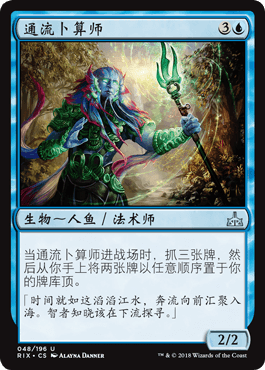 通流卜算师 3
生物～人鱼 / 法术师
当通流卜算师进战场时，抓三张牌，然
后从你手上将两张牌以任意顺序置于你
的牌库顶。
「时间就如这滔滔江水，奔流向前汇聚入
海。智者知晓该在下流探寻。」
2/2
048/196 U
RIX • CS ALAYNA DANNER
™ & © 2018 Wizards of the Coast